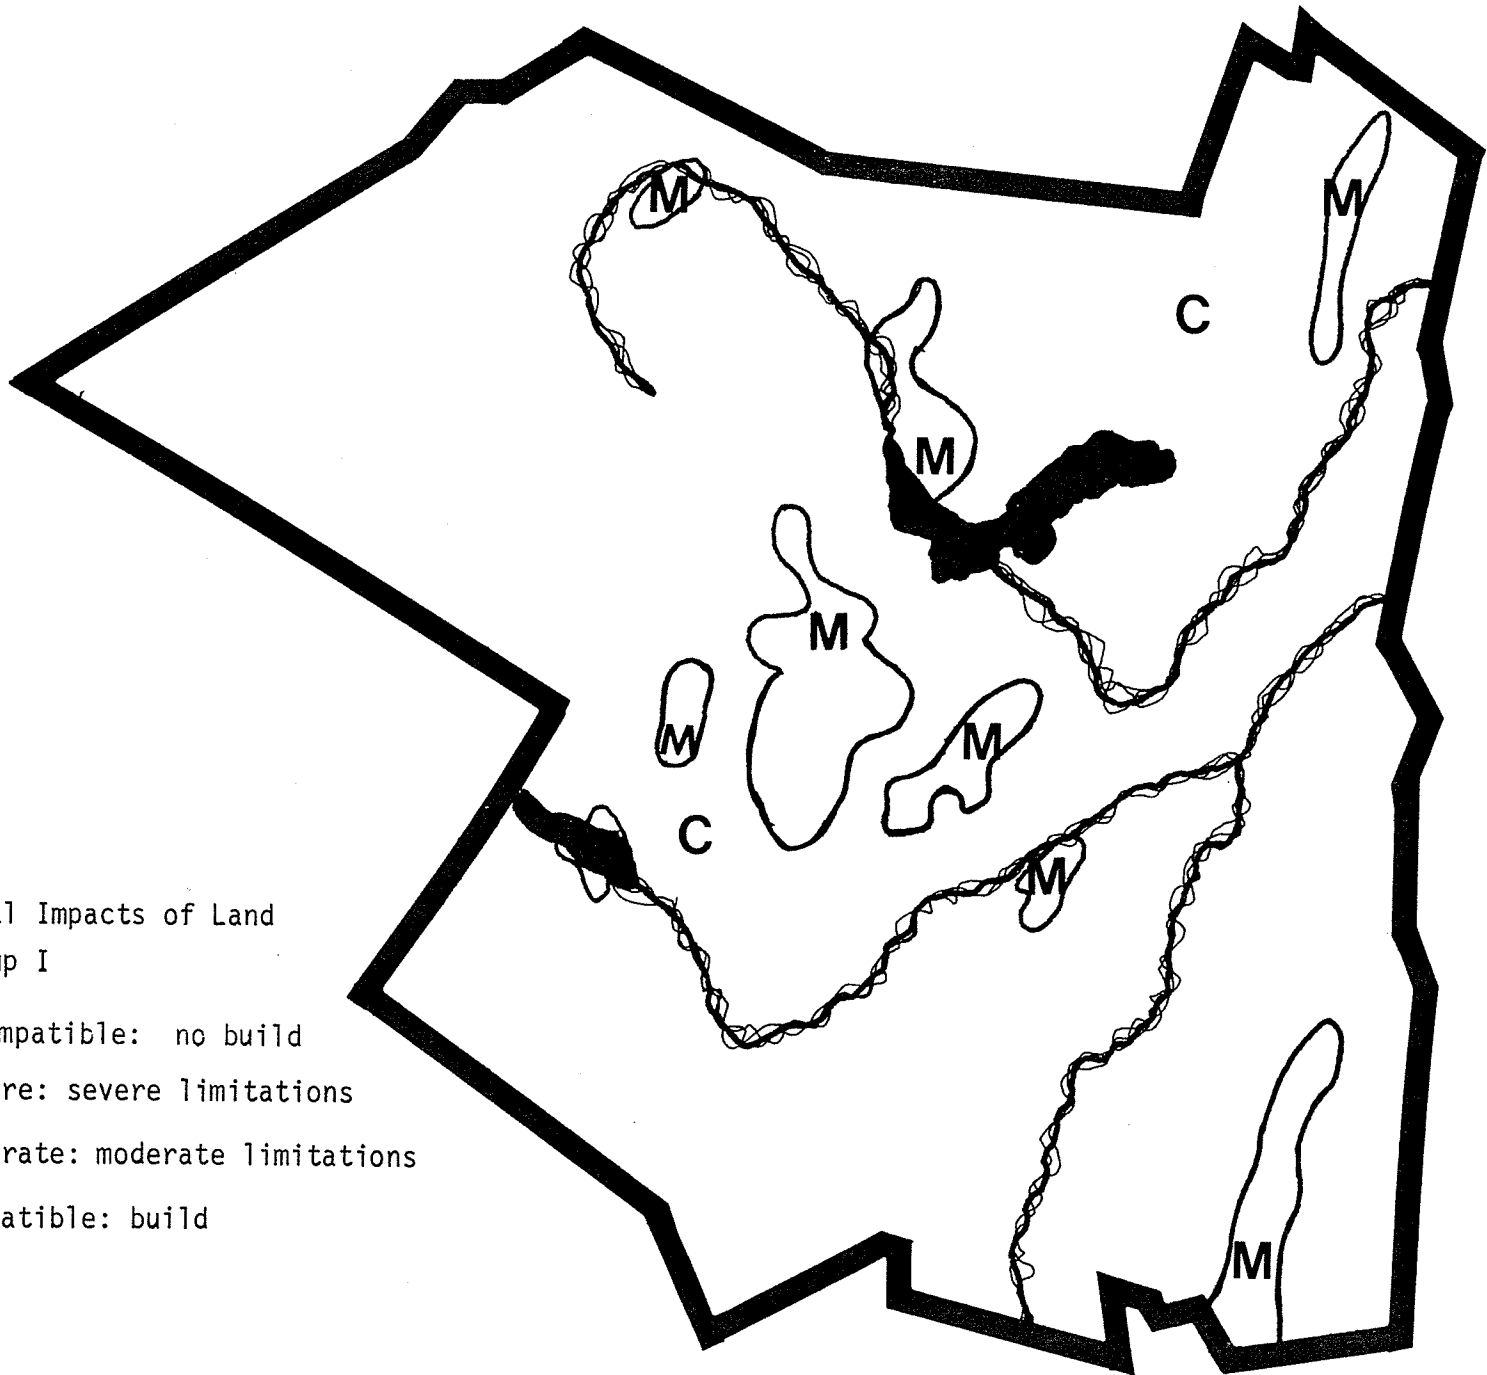 M
M
C
M
M
M
M
C
M
M
l Impacts of Land
p I
mpatible: no build
re: severe limitations
rate: moderate limitations
atible: build